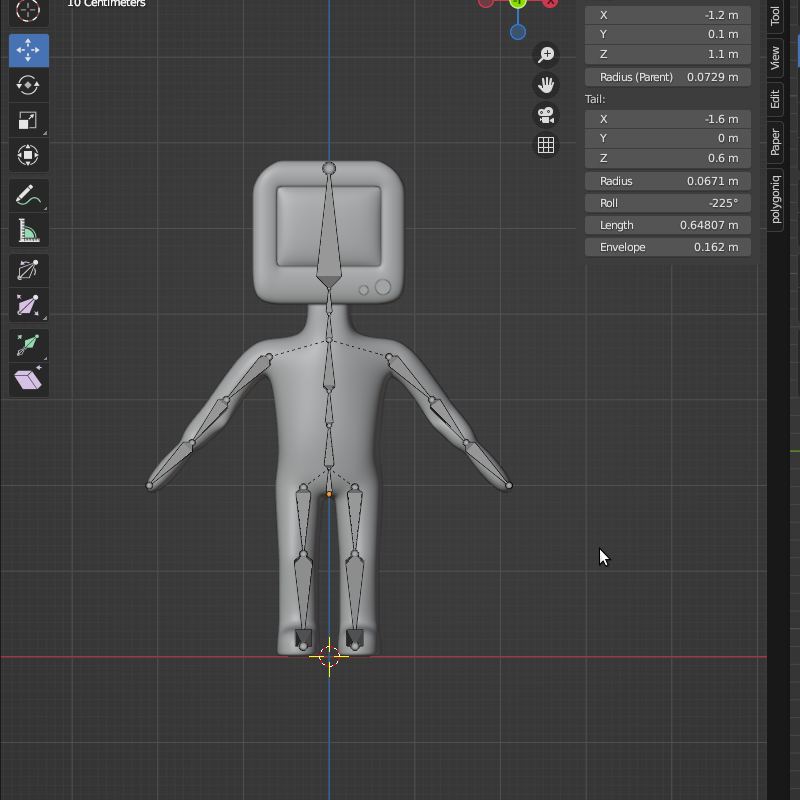 10 Centimeters
X -1.2 m
Y 0.1 m
Z 1.1 m
Radius (Parent) 0.0729 m
Tail:
X -1.6 m
Y 0 m
Z 0.6 m
Radius 0.0671 m
Roll -225°
Length 0.64807 m
Envelope 0.162 m
Tool
View
Edit
Paper
polygoniq